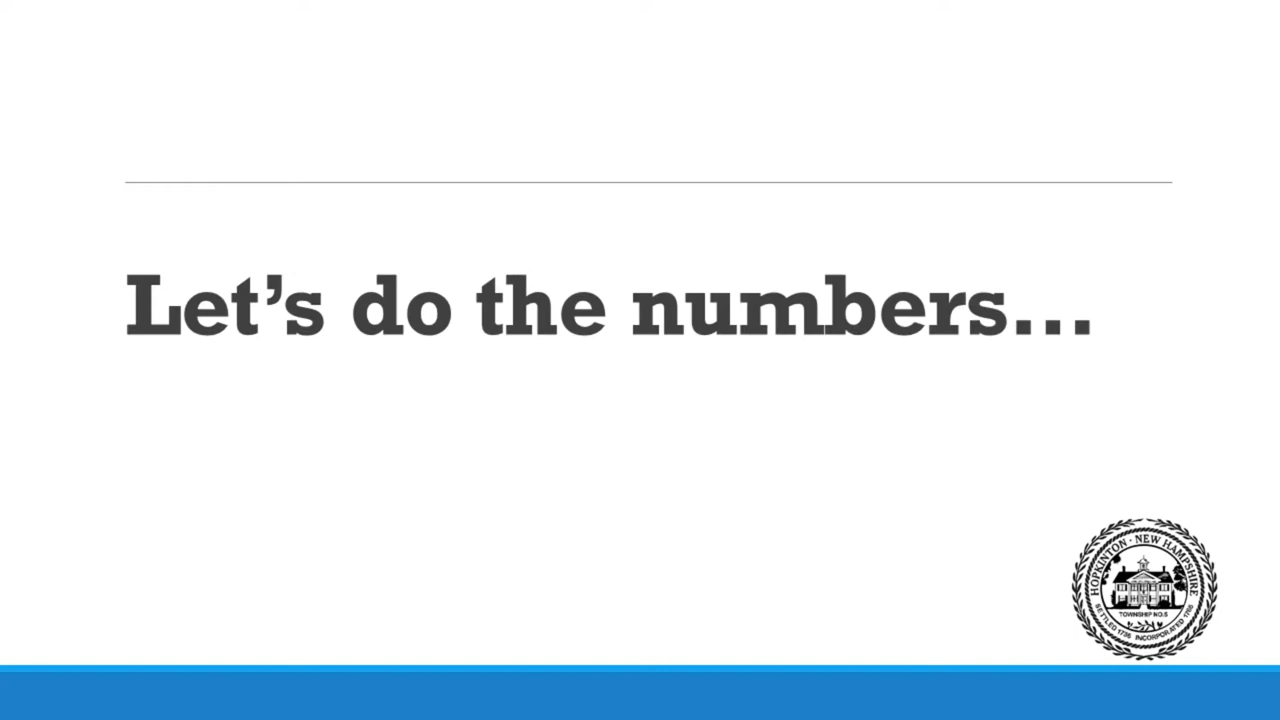 Let’s do the numbers…
HOPKINTON · NEW HAMPSHIRE
TOWNSHIP NO.5
SETTLED 1736 INCORPORATED 1765